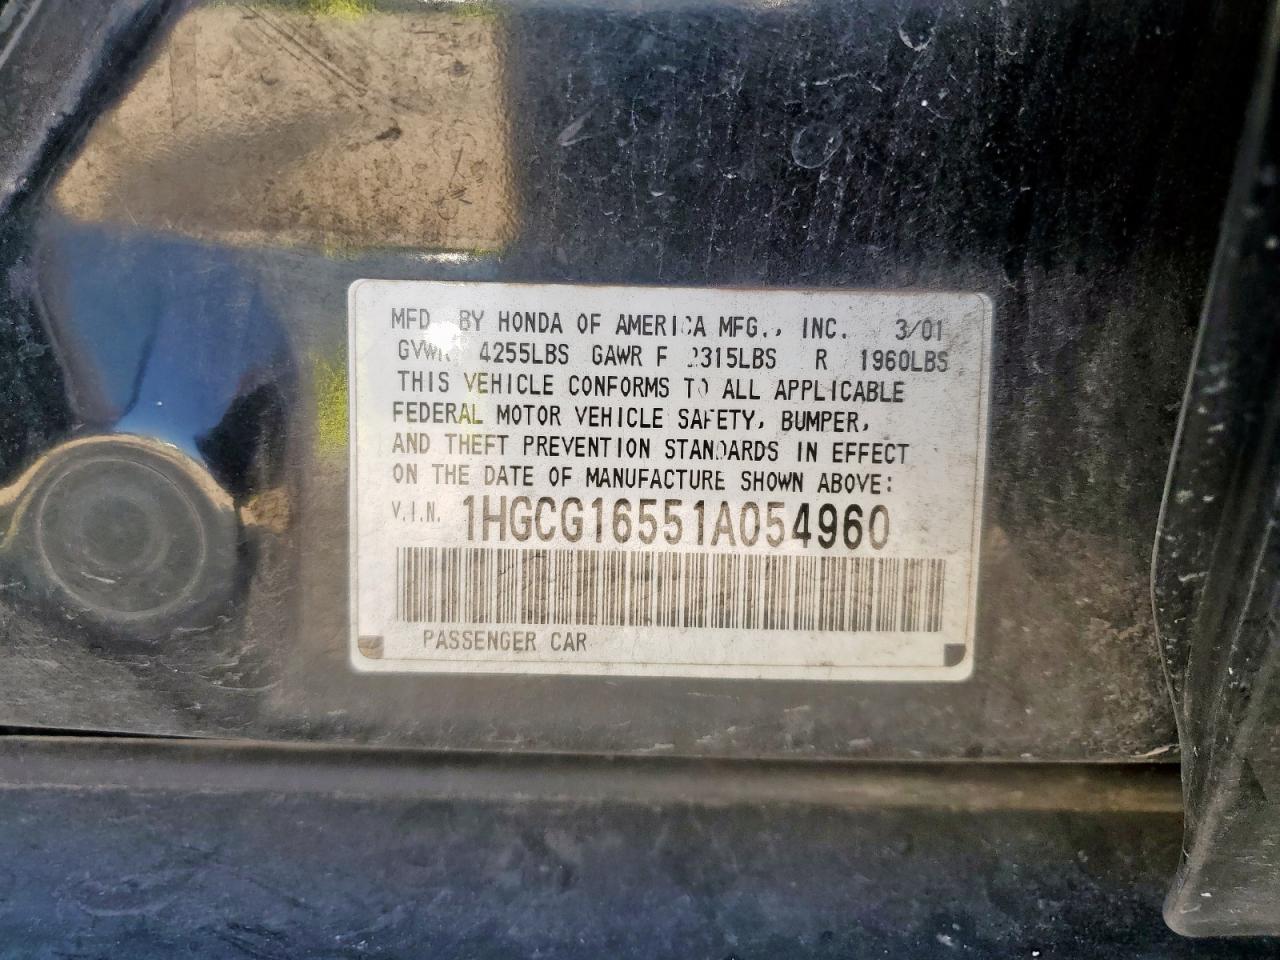 MFD. BY HONDA OF AMERICA MFG., INC. 3/01
GVWR 4255LBS GAWR F 2315LBS R 1960LBS
THIS VEHICLE CONFORMS TO ALL APPLICABLE
FEDERAL MOTOR VEHICLE SAFETY, BUMPER,
AND THEFT PREVENTION STANDARDS IN EFFECT
ON THE DATE OF MANUFACTURE SHOWN ABOVE:
V.I.N. 1HGCG16551A054960
PASSENGER CAR